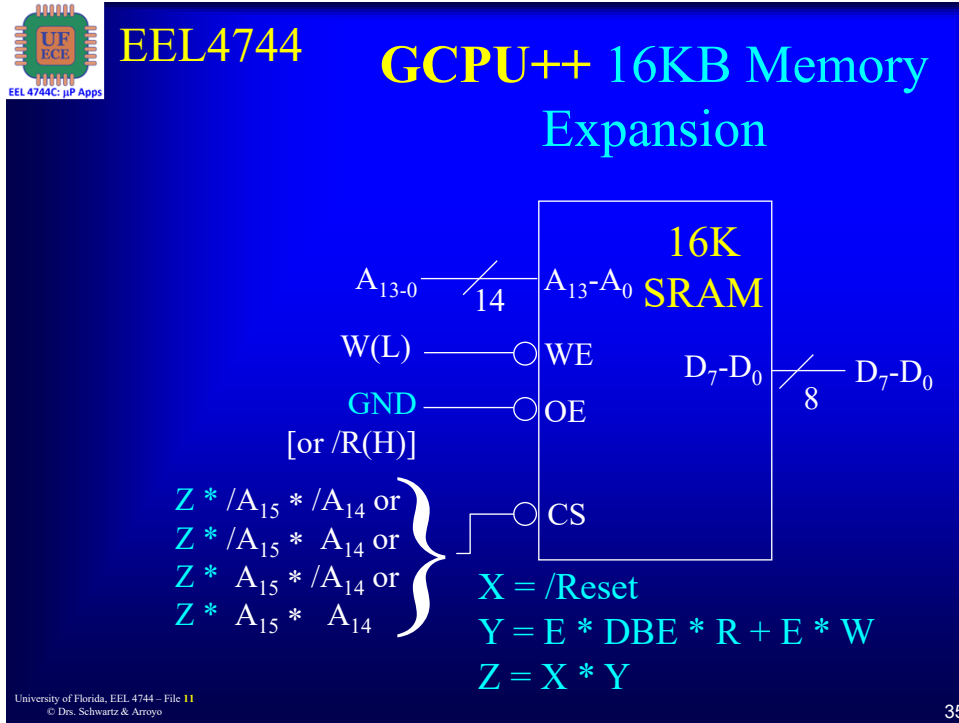 UF
ECE
EEL 4744C: μP Apps
EEL4744
GCPU++ 16KB Memory
Expansion
16K
SRAM
A₁₃₋₀
14
A₁₃-A₀
W(L)
WE
D₇-D₀
8
D₇-D₀
GND
OE
[or /R(H)]
Z * /A₁₅ * /A₁₄ or
Z * /A₁₅ * A₁₄ or
Z * A₁₅ * /A₁₄ or
Z * A₁₅ * A₁₄
}
CS
X = /Reset
Y = E * DBE * R + E * W
Z = X * Y
University of Florida, EEL 4744 – File 11
© Drs. Schwartz & Arroyo
35